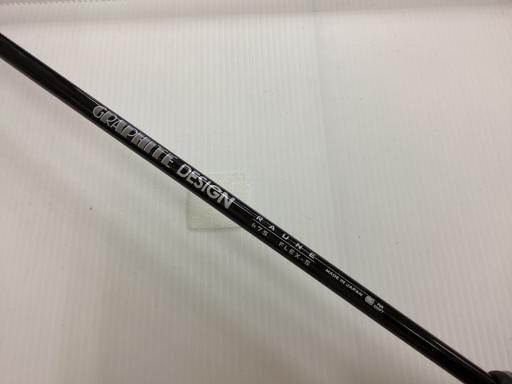 GRAPHITE DESIGN
RAUNE
h75 FLEX-S
MADE IN JAPAN